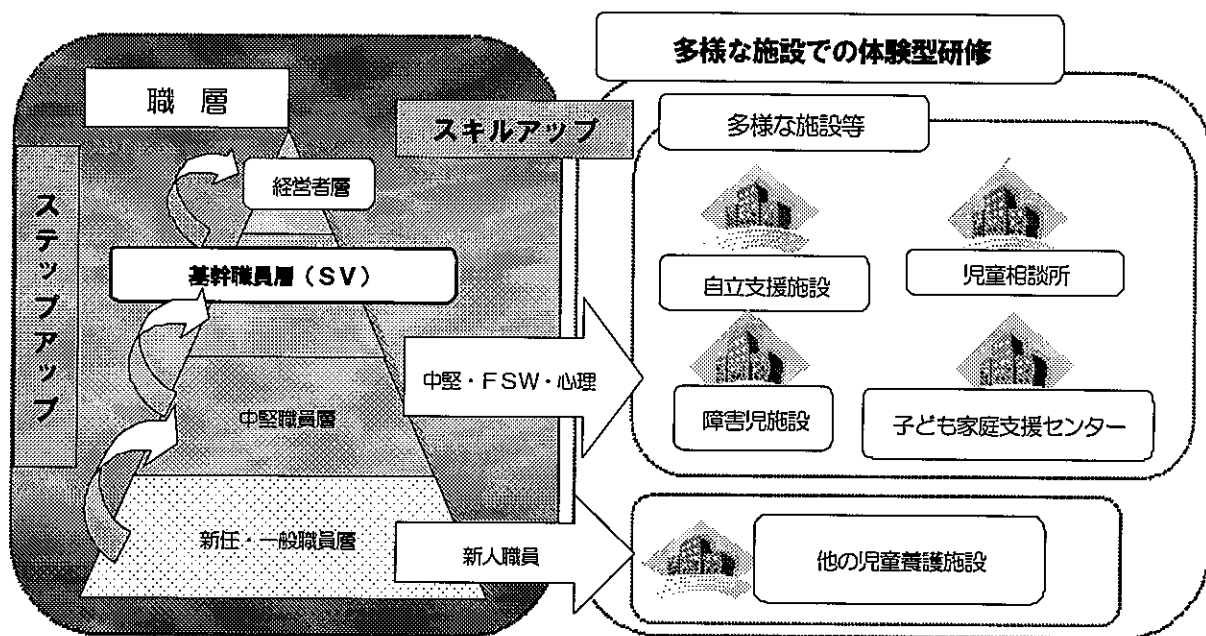 職層
ステップアップ
経営者層
基幹職員層（ＳＶ）
中堅職員層
新任・一般職員層
スキルアップ
中堅・ＦＳＷ・心理
新人職員
多様な施設での体験型研修
多様な施設等
自立支援施設
児童相談所
障害児施設
子ども家庭支援センター
他の児童養護施設